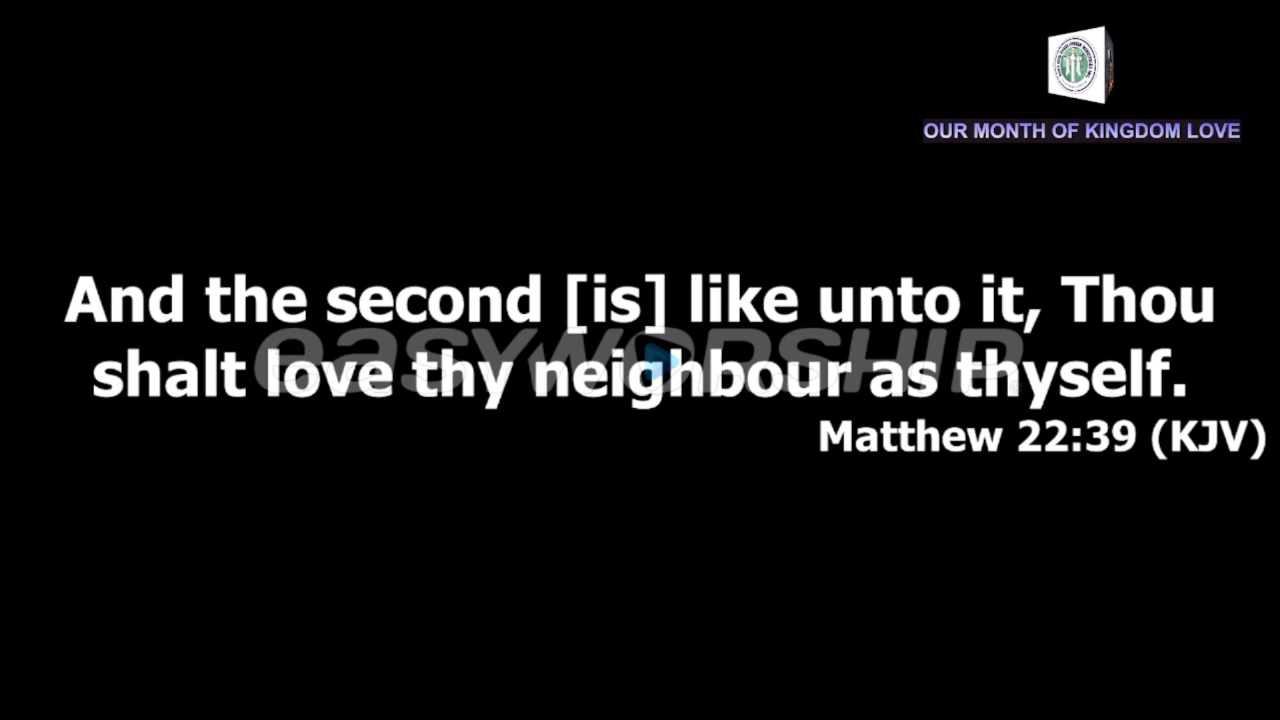 OUR MONTH OF KINGDOM LOVE
And the second [is] like unto it, Thou
shalt love thy neighbour as thyself.
easyworship
Matthew 22:39 (KJV)